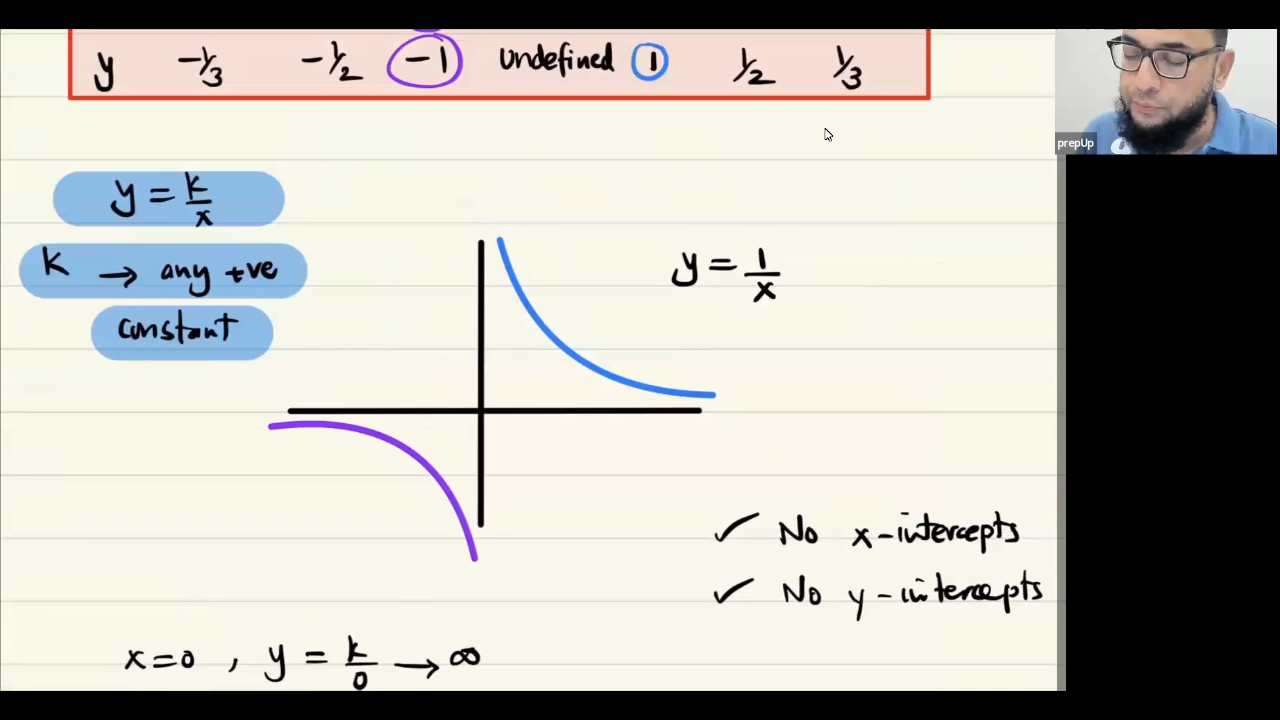 y -1/3 -1/2 -1 undefined 1 1/2 1/3
prepUp
y = k/x
k → any +ve
constant
y = 1/x
✓ No x-intercepts
✓ No y-intercepts
x=0 , y = k/0 → ∞